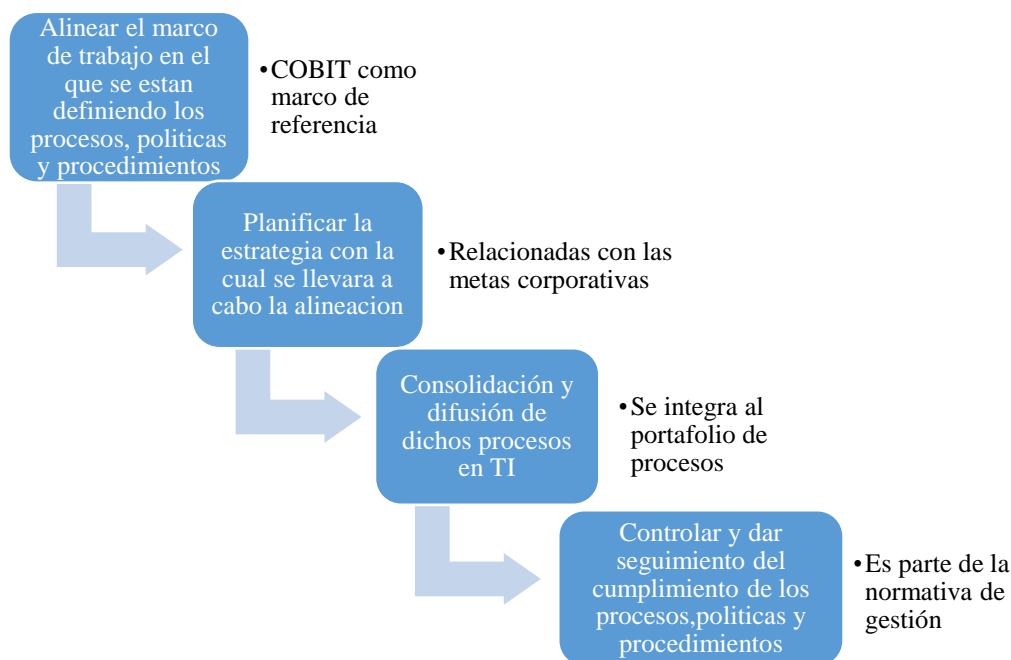 Alinear el marco
de trabajo en el
que se estan
definiendo los
procesos, politicas
y procedimientos
•COBIT como
marco de
referencia
Planificar la
estrategia con la
cual se llevara a
cabo la alineacion
•Relacionadas con las
metas corporativas
Consolidación y
difusión de
dichos procesos
en TI
•Se integra al
portafolio de
procesos
Controlar y dar
seguimiento del
cumplimiento de los
procesos,politicas y
procedimientos
•Es parte de la
normativa de
gestión